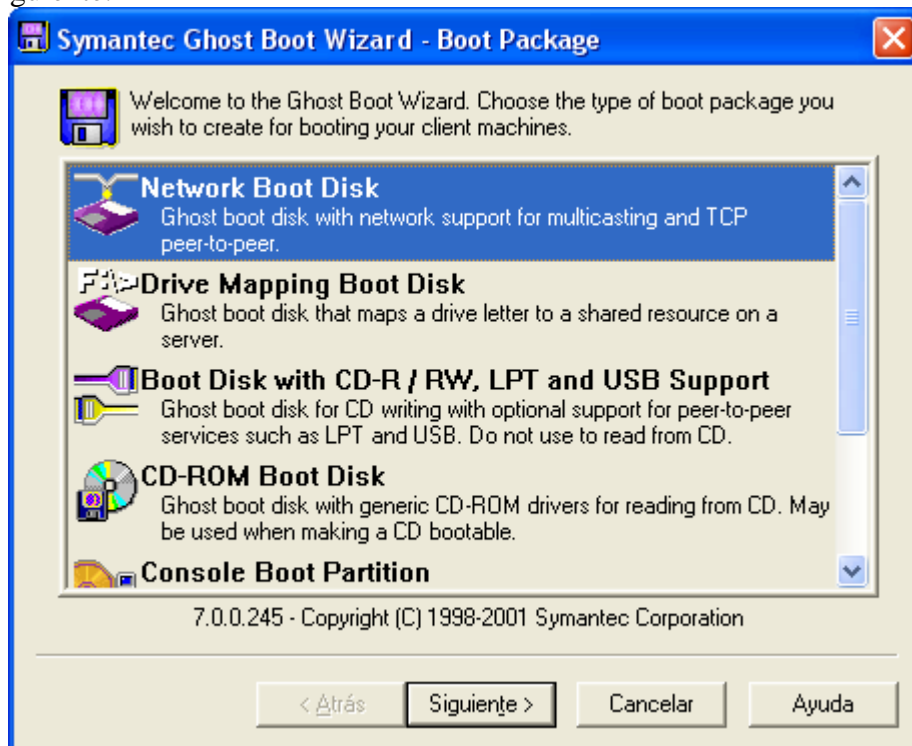 Symantec Ghost Boot Wizard - Boot Package
Welcome to the Ghost Boot Wizard. Choose the type of boot package you
wish to create for booting your client machines.
Network Boot Disk
Ghost boot disk with network support for multicasting and TCP
peer-to-peer.
F:\>
Drive Mapping Boot Disk
Ghost boot disk that maps a drive letter to a shared resource on a
server.
Boot Disk with CD-R / RW, LPT and USB Support
Ghost boot disk for CD writing with optional support for peer-to-peer
services such as LPT and USB. Do not use to read from CD.
CD-ROM Boot Disk
Ghost boot disk with generic CD-ROM drivers for reading from CD. May
be used when making a CD bootable.
Console Boot Partition
7.0.0.245 - Copyright (C) 1998-2001 Symantec Corporation
< Atrás
Siguiente >
Cancelar
Ayuda